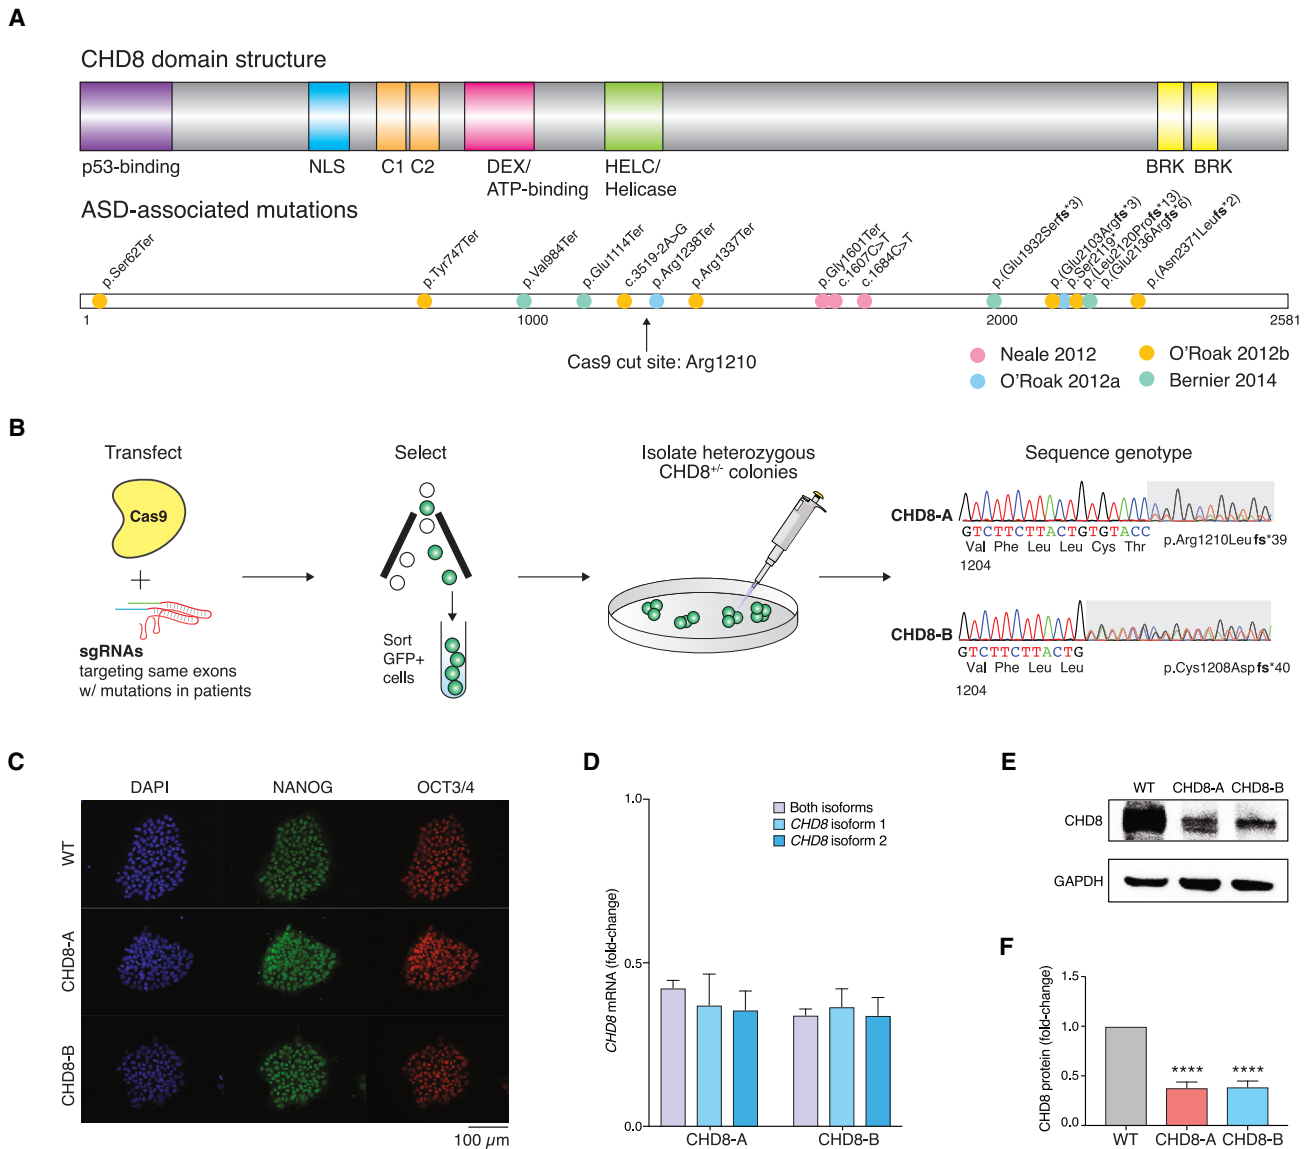 A
CHD8 domain structure
p53-binding
NLS
C1 C2
DEX/
ATP-binding
HELC/
Helicase
BRK BRK
ASD-associated mutations
p.Ser62Ter
p.Tyr747Ter
p.Val984Ter
p.Glu1114Ter
c.3519-2A>G
p.Arg1238Ter
p.Arg1337Ter
p.Gly1601Ter
c.1607C>T
c.1684C>T
p.(Glu1932Serfs*3)
p.(Glu2103Argfs*3)
p.Ser2119*
p.(Leu2120Profs*13)
p.(Glu2136Argfs*6)
p.(Asn2371Leufs*2)
1
1000
2000
2581
Cas9 cut site: Arg1210
Neale 2012
O'Roak 2012b
O'Roak 2012a
Bernier 2014
B
Transfect
Cas9
+
sgRNAs
targeting same exons
w/ mutations in patients
Select
Sort
GFP+
cells
Isolate heterozygous
CHD8+/- colonies
Sequence genotype
CHD8-A
GTCTTCTTACTGTGTACC
Val Phe Leu Leu Cys Thr
p.Arg1210Leu fs*39
1204
CHD8-B
GTCTTCTTACTG
Val Phe Leu Leu
p.Cys1208Asp fs*40
1204
C
DAPI
NANOG
OCT3/4
WT
CHD8-A
CHD8-B
100 µm
D
CHD8 mRNA (fold-change)
1.0
0.5
0.0
Both isoforms
CHD8 isoform 1
CHD8 isoform 2
CHD8-A
CHD8-B
E
WT CHD8-A CHD8-B
CHD8
GAPDH
F
CHD8 protein (fold-change)
1.5
1.0
0.5
0.0
****
****
WT
CHD8-A
CHD8-B